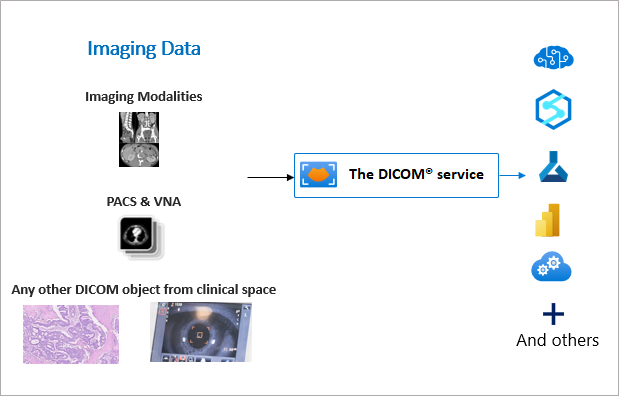 Imaging Data
Imaging Modalities
PACS & VNA
The DICOM® service
Any other DICOM object from clinical space
And others